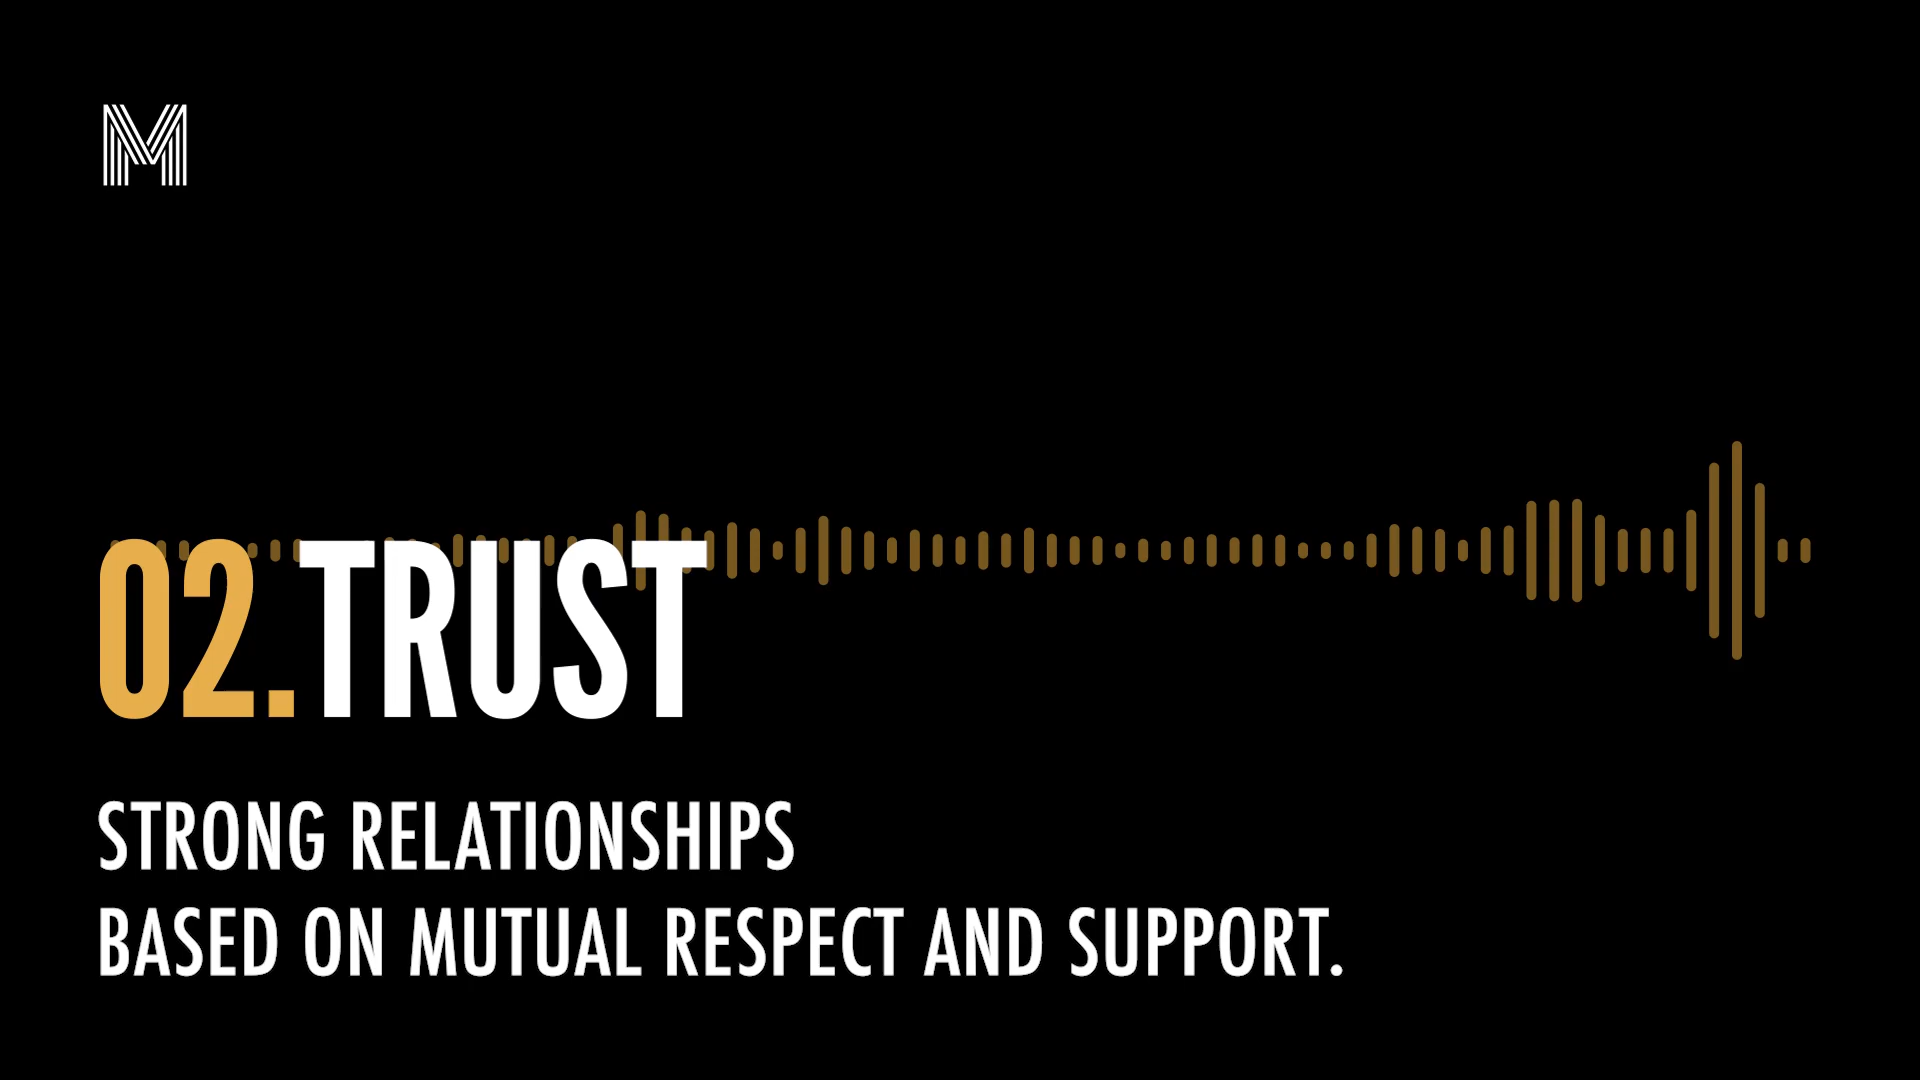 M
02.TRUST
STRONG RELATIONSHIPS
BASED ON MUTUAL RESPECT AND SUPPORT.